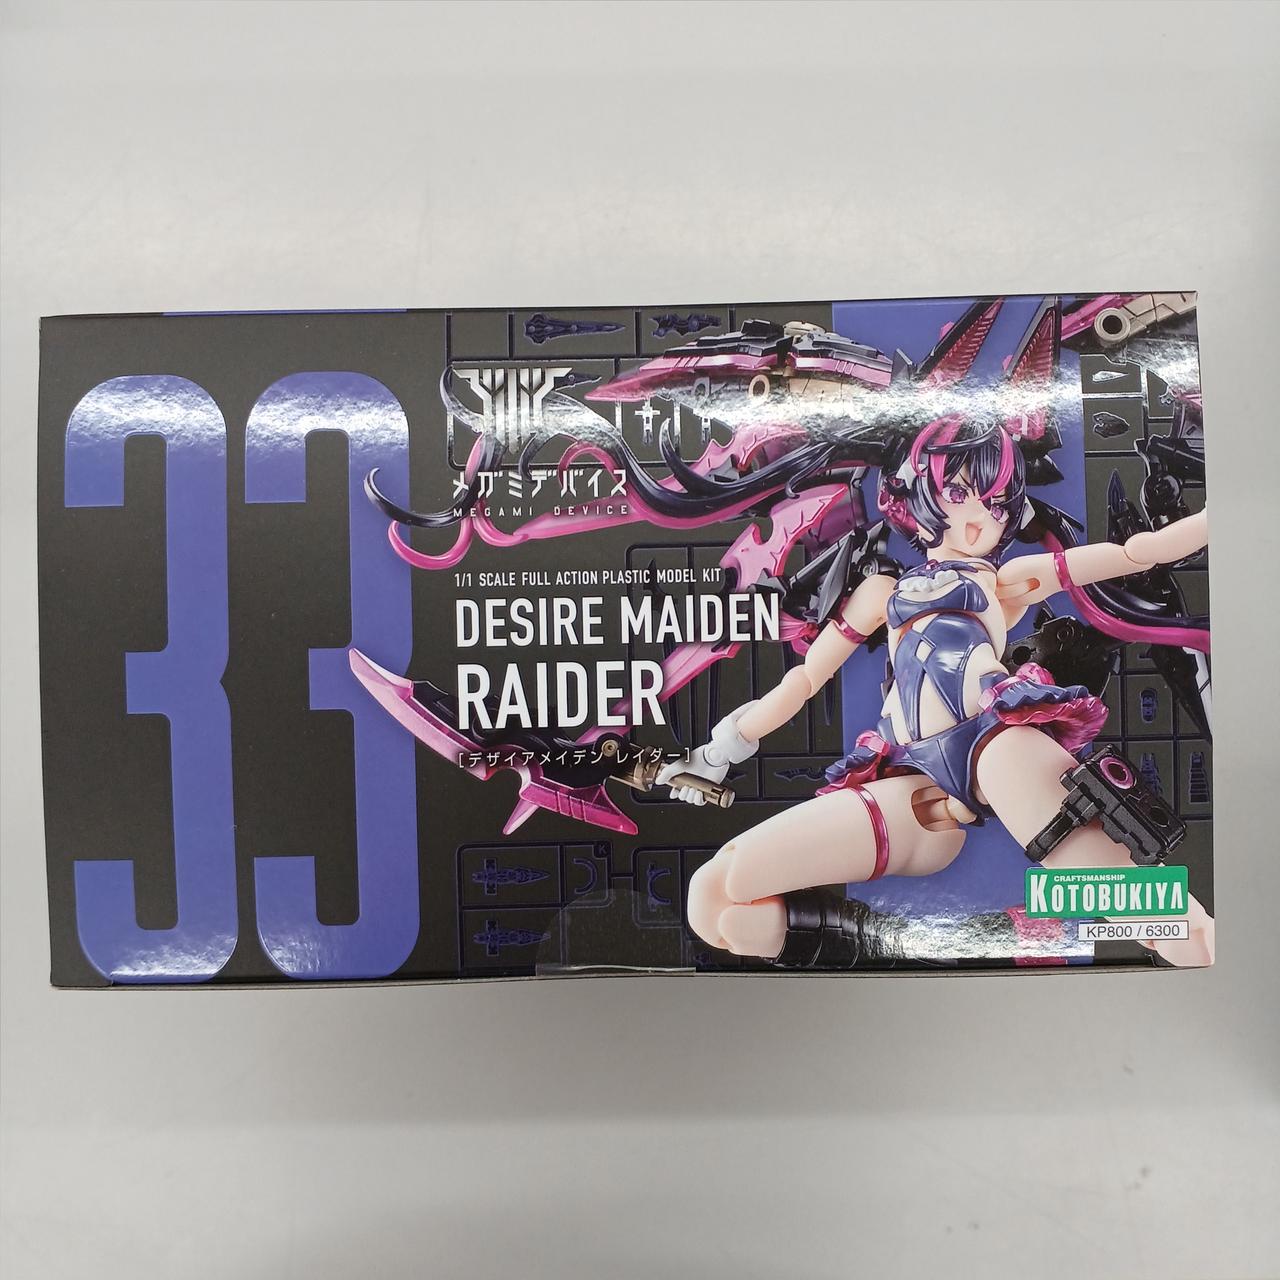 33
メガミデバイス
MEGAMI DEVICE
1/1 SCALE FULL ACTION PLASTIC MODEL KIT
DESIRE MAIDEN
RAIDER
[デザイアメイデン レイダー]
K
CRAFTSMANSHIP
KOTOBUKIYA
KP800 / 6300